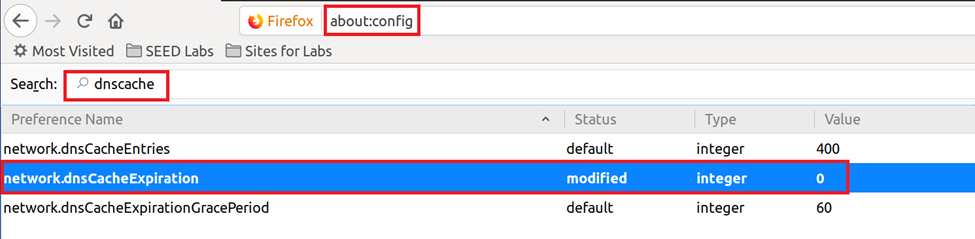 Firefox about:config
Most Visited SEED Labs Sites for Labs
Search: dnscache
Preference Name Status Type Value
network.dnsCacheEntries default integer 400
network.dnsCacheExpiration modified integer 0
network.dnsCacheExpirationGracePeriod default integer 60